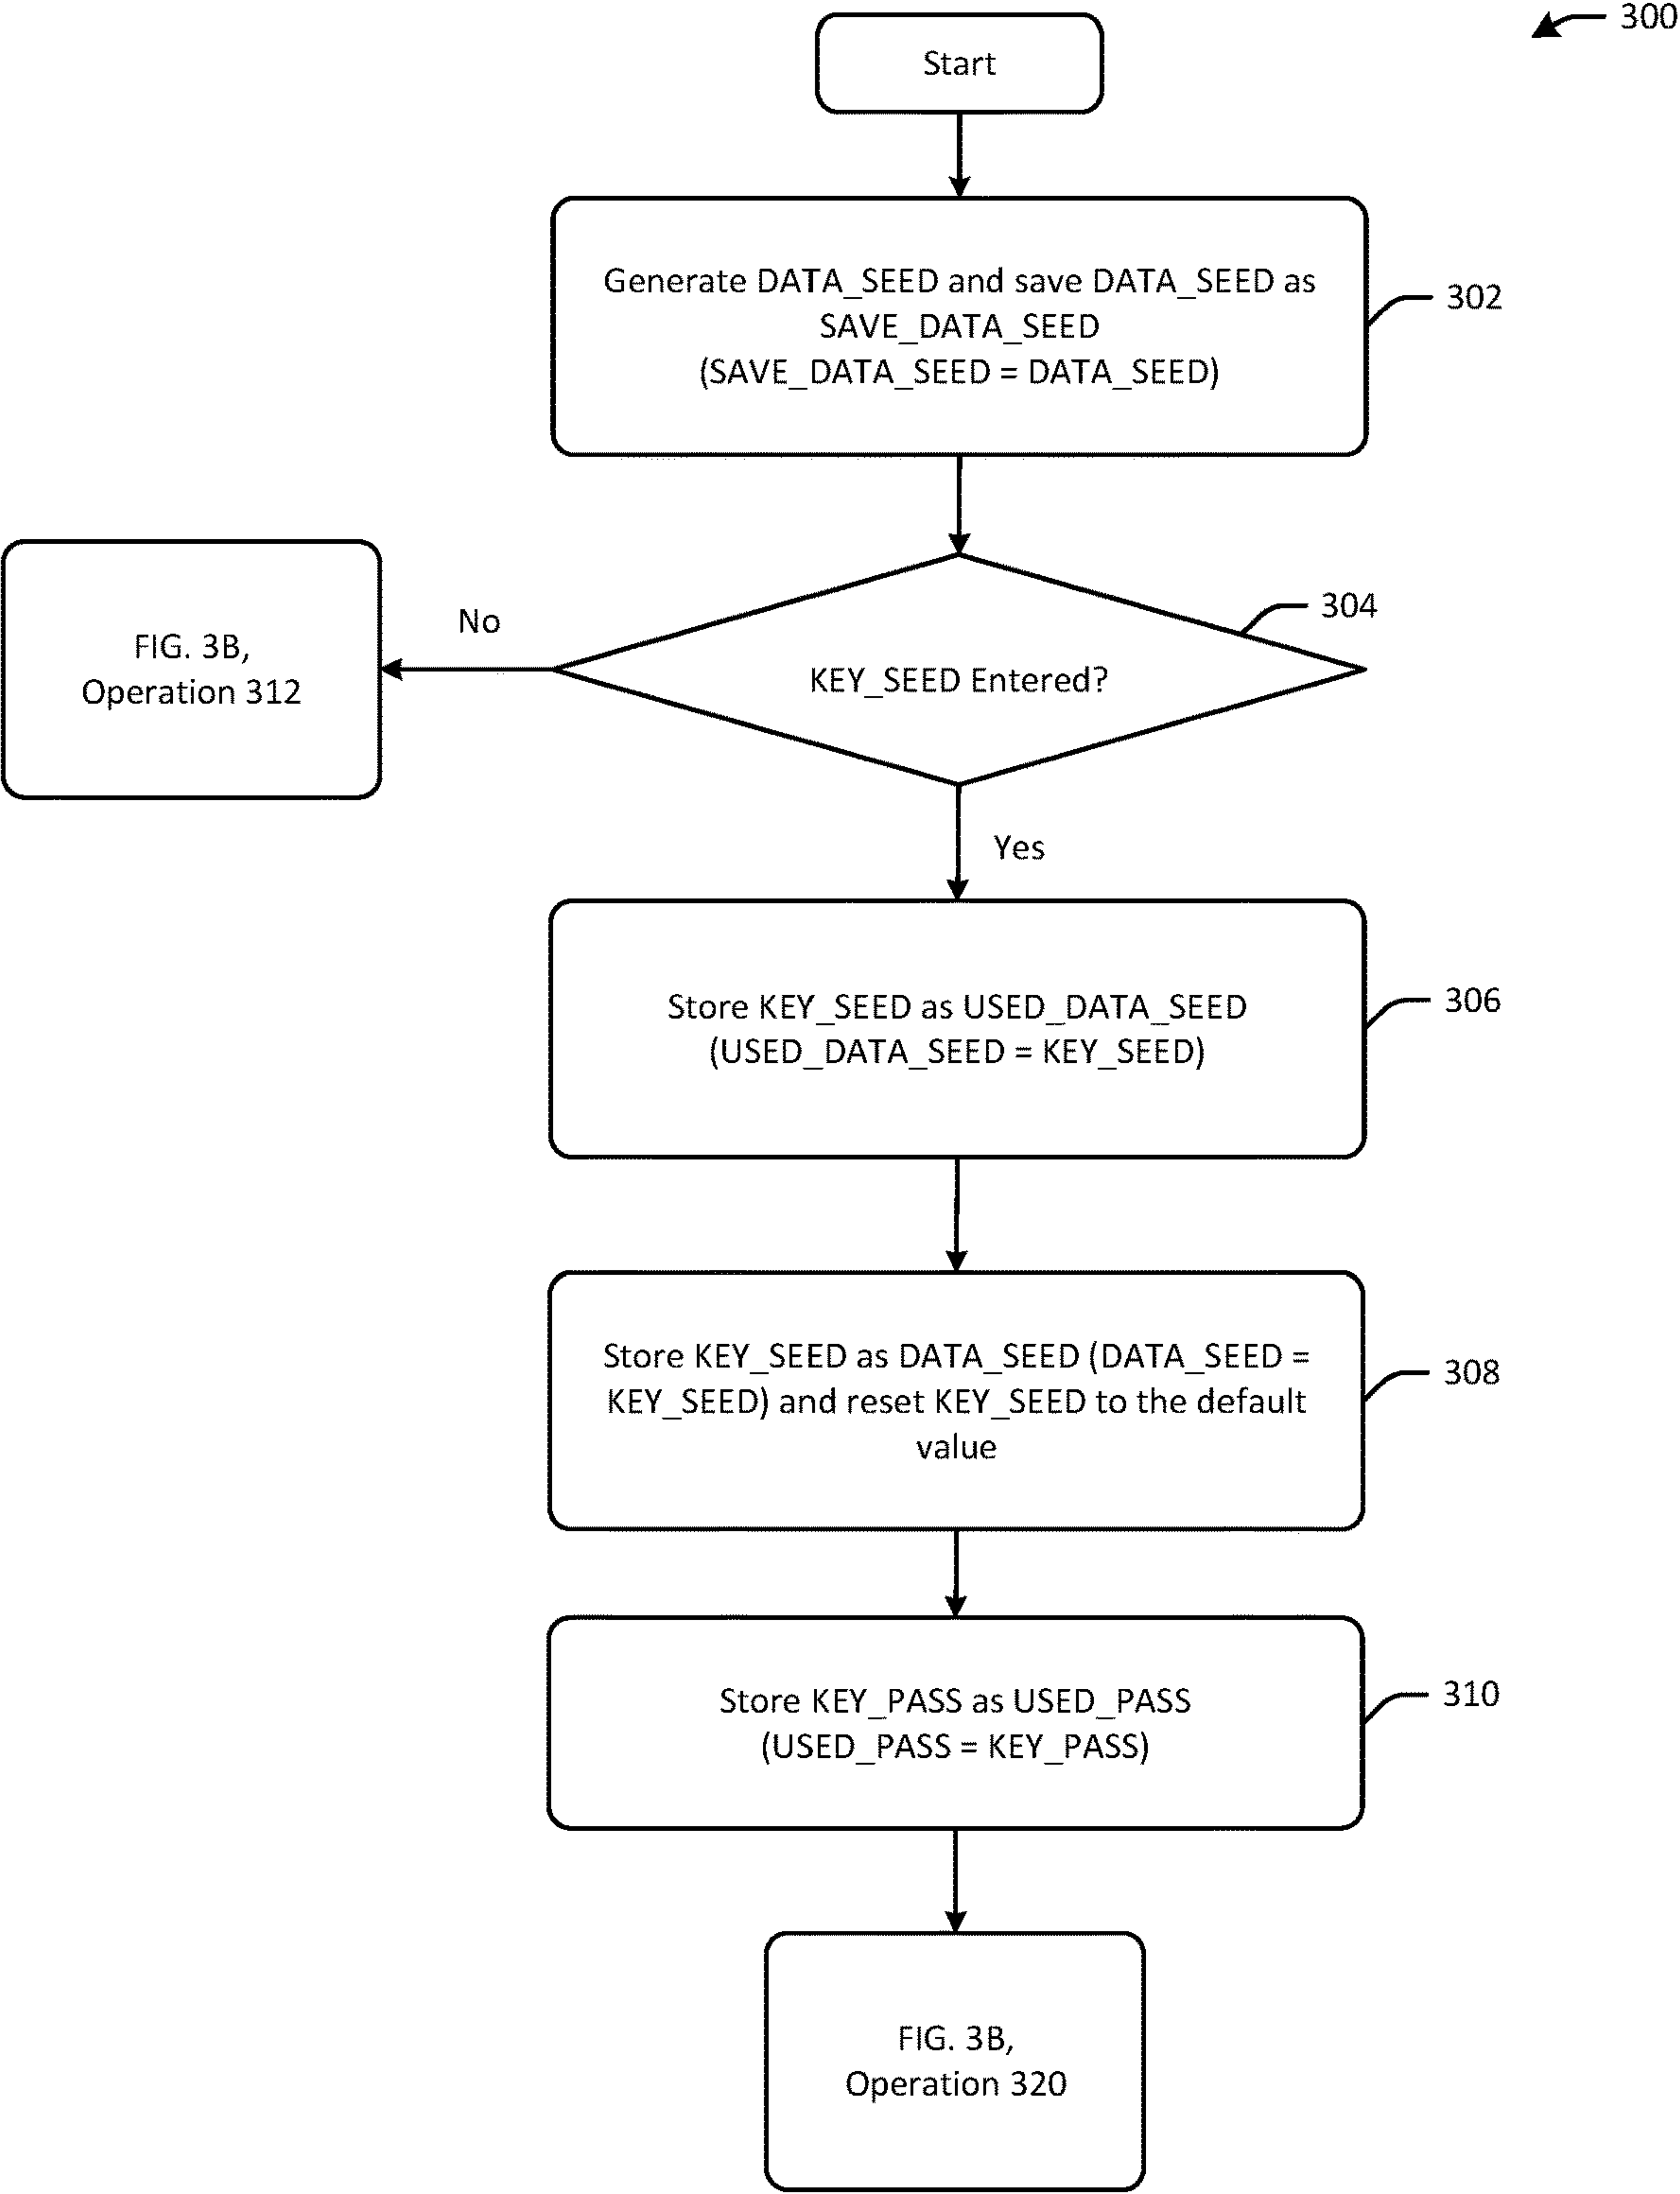 300
Start
Generate DATA_SEED and save DATA_SEED as
SAVE_DATA_SEED
(SAVE_DATA_SEED = DATA_SEED)
302
304
No
KEY_SEED Entered?
FIG. 3B,
Operation 312
Yes
Store KEY_SEED as USED_DATA_SEED
(USED_DATA_SEED = KEY_SEED)
306
Store KEY_SEED as DATA_SEED (DATA_SEED =
KEY_SEED) and reset KEY_SEED to the default
value
308
Store KEY_PASS as USED_PASS
(USED_PASS = KEY_PASS)
310
FIG. 3B,
Operation 320